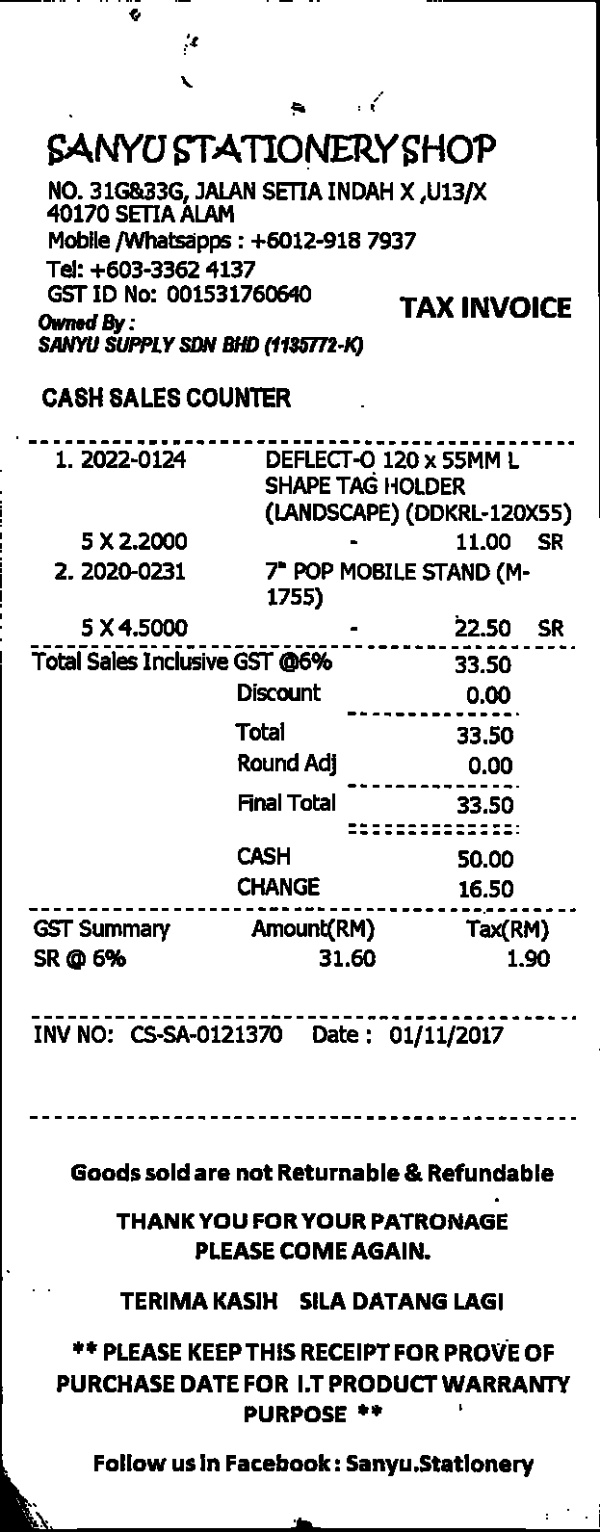 SANYU STATIONERY SHOP
NO. 31G&33G, JALAN SETIA INDAH X ,U13/X
40170 SETIA ALAM
Mobile /Whatsapps : +6012-918 7937
Tel: +603-3362 4137
GST ID No: 001531760640
TAX INVOICE
Owned By :
SANYU SUPPLY SDN BHD (1135772-K)
CASH SALES COUNTER
1. 2022-0124 DEFLECT-O 120 x 55MM L
SHAPE TAG HOLDER
(LANDSCAPE) (DDKRL-120X55)
5 X 2.2000 - 11.00 SR
2. 2020-0231 7" POP MOBILE STAND (M-
1755)
5 X 4.5000 - 22.50 SR
Total Sales Inclusive GST @6% 33.50
Discount 0.00
Total 33.50
Round Adj 0.00
Final Total 33.50
CASH 50.00
CHANGE 16.50
GST Summary Amount(RM) Tax(RM)
SR @ 6% 31.60 1.90
INV NO: CS-SA-0121370 Date : 01/11/2017
Goods sold are not Returnable & Refundable
THANK YOU FOR YOUR PATRONAGE
PLEASE COME AGAIN.
TERIMA KASIH SILA DATANG LAGI
** PLEASE KEEP THIS RECEIPT FOR PROVE OF
PURCHASE DATE FOR I.T PRODUCT WARRANTY
PURPOSE **
Follow us in Facebook : Sanyu.Stationery